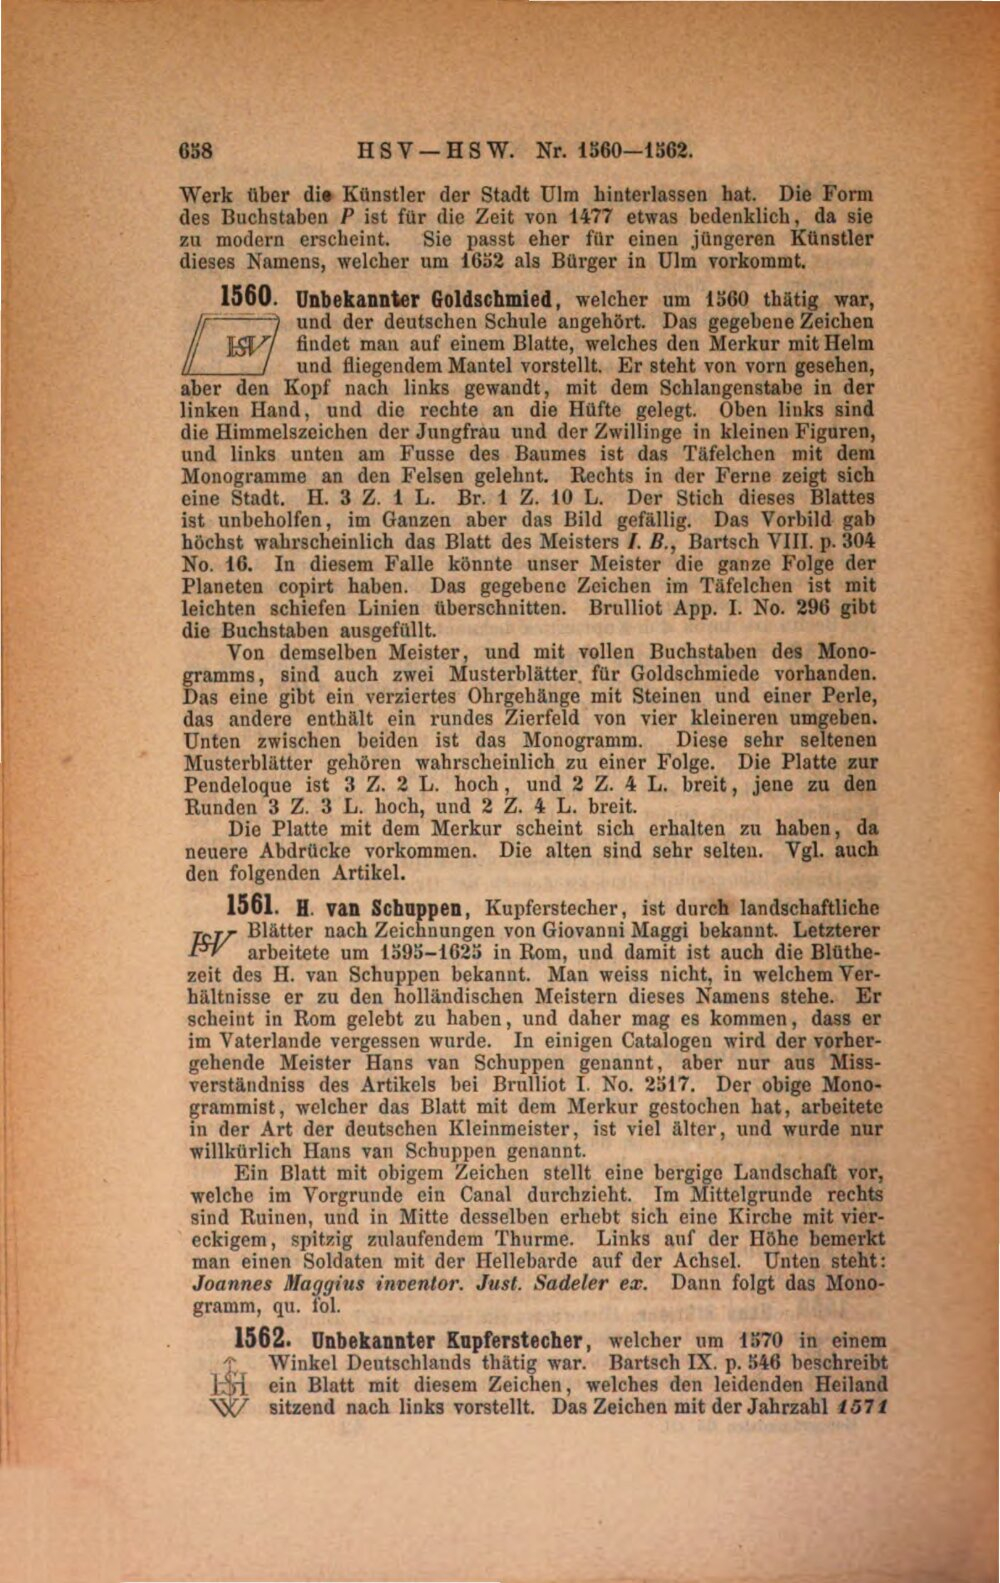 658 HSV — HSW. Nr. 1560—1562.
Werk über die Künstler der Stadt Ulm hinterlassen hat. Die Form
des Buchstaben P ist für die Zeit von 1477 etwas bedenklich, da sie
zu modern erscheint. Sie passt eher für einen jüngeren Künstler
dieses Namens, welcher um 1652 als Bürger in Ulm vorkommt.
1560. Unbekannter Goldschmied, welcher um 1560 thätig war,
und der deutschen Schule angehört. Das gegebene Zeichen
HSV findet man auf einem Blatte, welches den Merkur mit Helm
und fliegendem Mantel vorstellt. Er steht von vorn gesehen,
aber den Kopf nach links gewandt, mit dem Schlangenstabe in der
linken Hand, und die rechte an die Hüfte gelegt. Oben links sind
die Himmelszeichen der Jungfrau und der Zwillinge in kleinen Figuren,
und links unten am Fusse des Baumes ist das Täfelchen mit dem
Monogramme an den Felsen gelehnt. Rechts in der Ferne zeigt sich
eine Stadt. H. 3 Z. 1 L. Br. 1 Z. 10 L. Der Stich dieses Blattes
ist unbeholfen, im Ganzen aber das Bild gefällig. Das Vorbild gab
höchst wahrscheinlich das Blatt des Meisters I. B., Bartsch VIII. p. 304
No. 16. In diesem Falle könnte unser Meister die ganze Folge der
Planeten copirt haben. Das gegebene Zeichen im Täfelchen ist mit
leichten schiefen Linien überschnitten. Brulliot App. I. No. 296 gibt
die Buchstaben ausgefüllt.
Von demselben Meister, und mit vollen Buchstaben des Mono-
gramms, sind auch zwei Musterblätter für Goldschmiede vorhanden.
Das eine gibt ein verziertes Ohrgehänge mit Steinen und einer Perle,
das andere enthält ein rundes Zierfeld von vier kleineren umgeben.
Unten zwischen beiden ist das Monogramm. Diese sehr seltenen
Musterblätter gehören wahrscheinlich zu einer Folge. Die Platte zur
Pendeloque ist 3 Z. 2 L. hoch, und 2 Z. 4 L. breit, jene zu den
Runden 3 Z. 3 L. hoch, und 2 Z. 4 L. breit.
Die Platte mit dem Merkur scheint sich erhalten zu haben, da
neuere Abdrücke vorkommen. Die alten sind sehr selten. Vgl. auch
den folgenden Artikel.
1561. H. van Schuppen, Kupferstecher, ist durch landschaftliche
HSV Blätter nach Zeichnungen von Giovanni Maggi bekannt. Letzterer
arbeitete um 1595–1625 in Rom, und damit ist auch die Blüthe-
zeit des H. van Schuppen bekannt. Man weiss nicht, in welchem Ver-
hältnisse er zu den holländischen Meistern dieses Namens stehe. Er
scheint in Rom gelebt zu haben, und daher mag es kommen, dass er
im Vaterlande vergessen wurde. In einigen Catalogen wird der vorher-
gehende Meister Hans van Schuppen genannt, aber nur aus Miss-
verständniss des Artikels bei Brulliot I. No. 2517. Der obige Mono-
grammist, welcher das Blatt mit dem Merkur gestochen hat, arbeitete
in der Art der deutschen Kleinmeister, ist viel älter, und wurde nur
willkürlich Hans van Schuppen genannt.
Ein Blatt mit obigem Zeichen stellt eine bergige Landschaft vor,
welche im Vorgrunde ein Canal durchzieht. Im Mittelgrunde rechts
sind Ruinen, und in Mitte desselben erhebt sich eine Kirche mit vier-
eckigem, spitzig zulaufendem Thurme. Links auf der Höhe bemerkt
man einen Soldaten mit der Hellebarde auf der Achsel. Unten steht:
Joannes Maggius inventor. Just. Sadeler ex. Dann folgt das Mono-
gramm, qu. fol.
1562. Unbekannter Kupferstecher, welcher um 1570 in einem
Winkel Deutschlands thätig war. Bartsch IX. p. 546 beschreibt
HS ein Blatt mit diesem Zeichen, welches den leidenden Heiland
W sitzend nach links vorstellt. Das Zeichen mit der Jahrzahl 1571